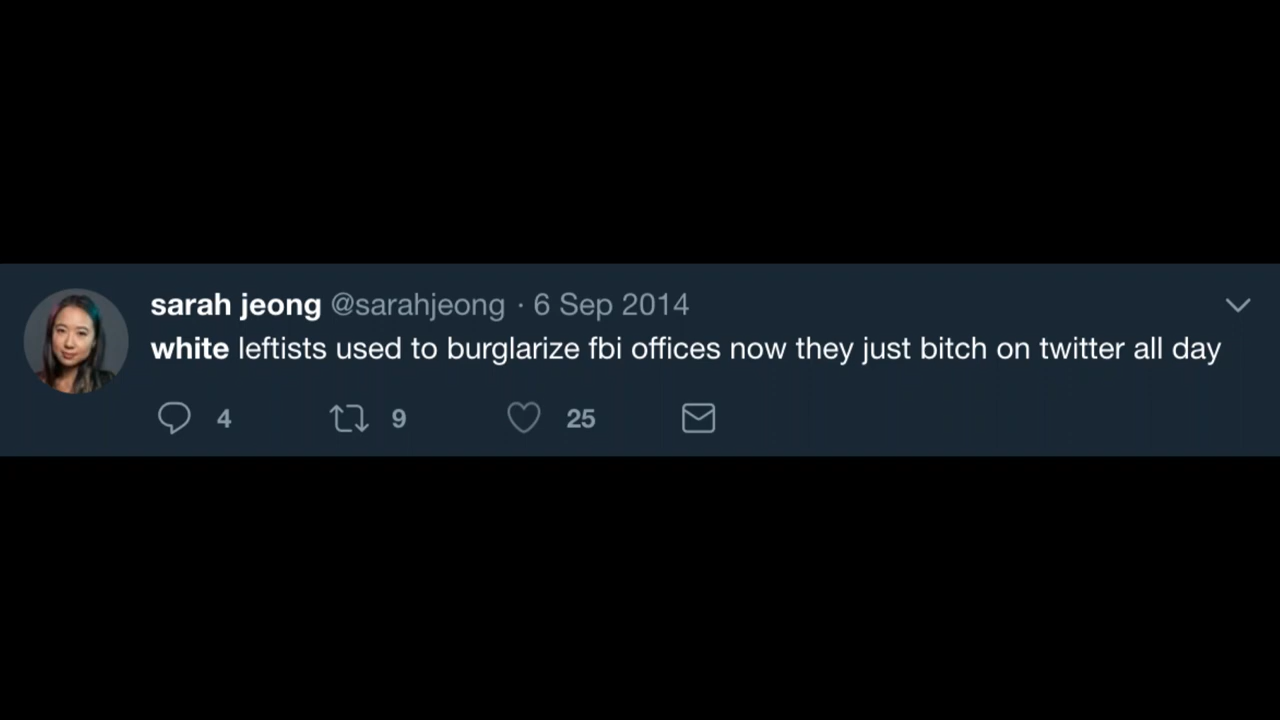 sarah jeong @sarahjeong · 6 Sep 2014
white leftists used to burglarize fbi offices now they just bitch on twitter all day
4 9 25